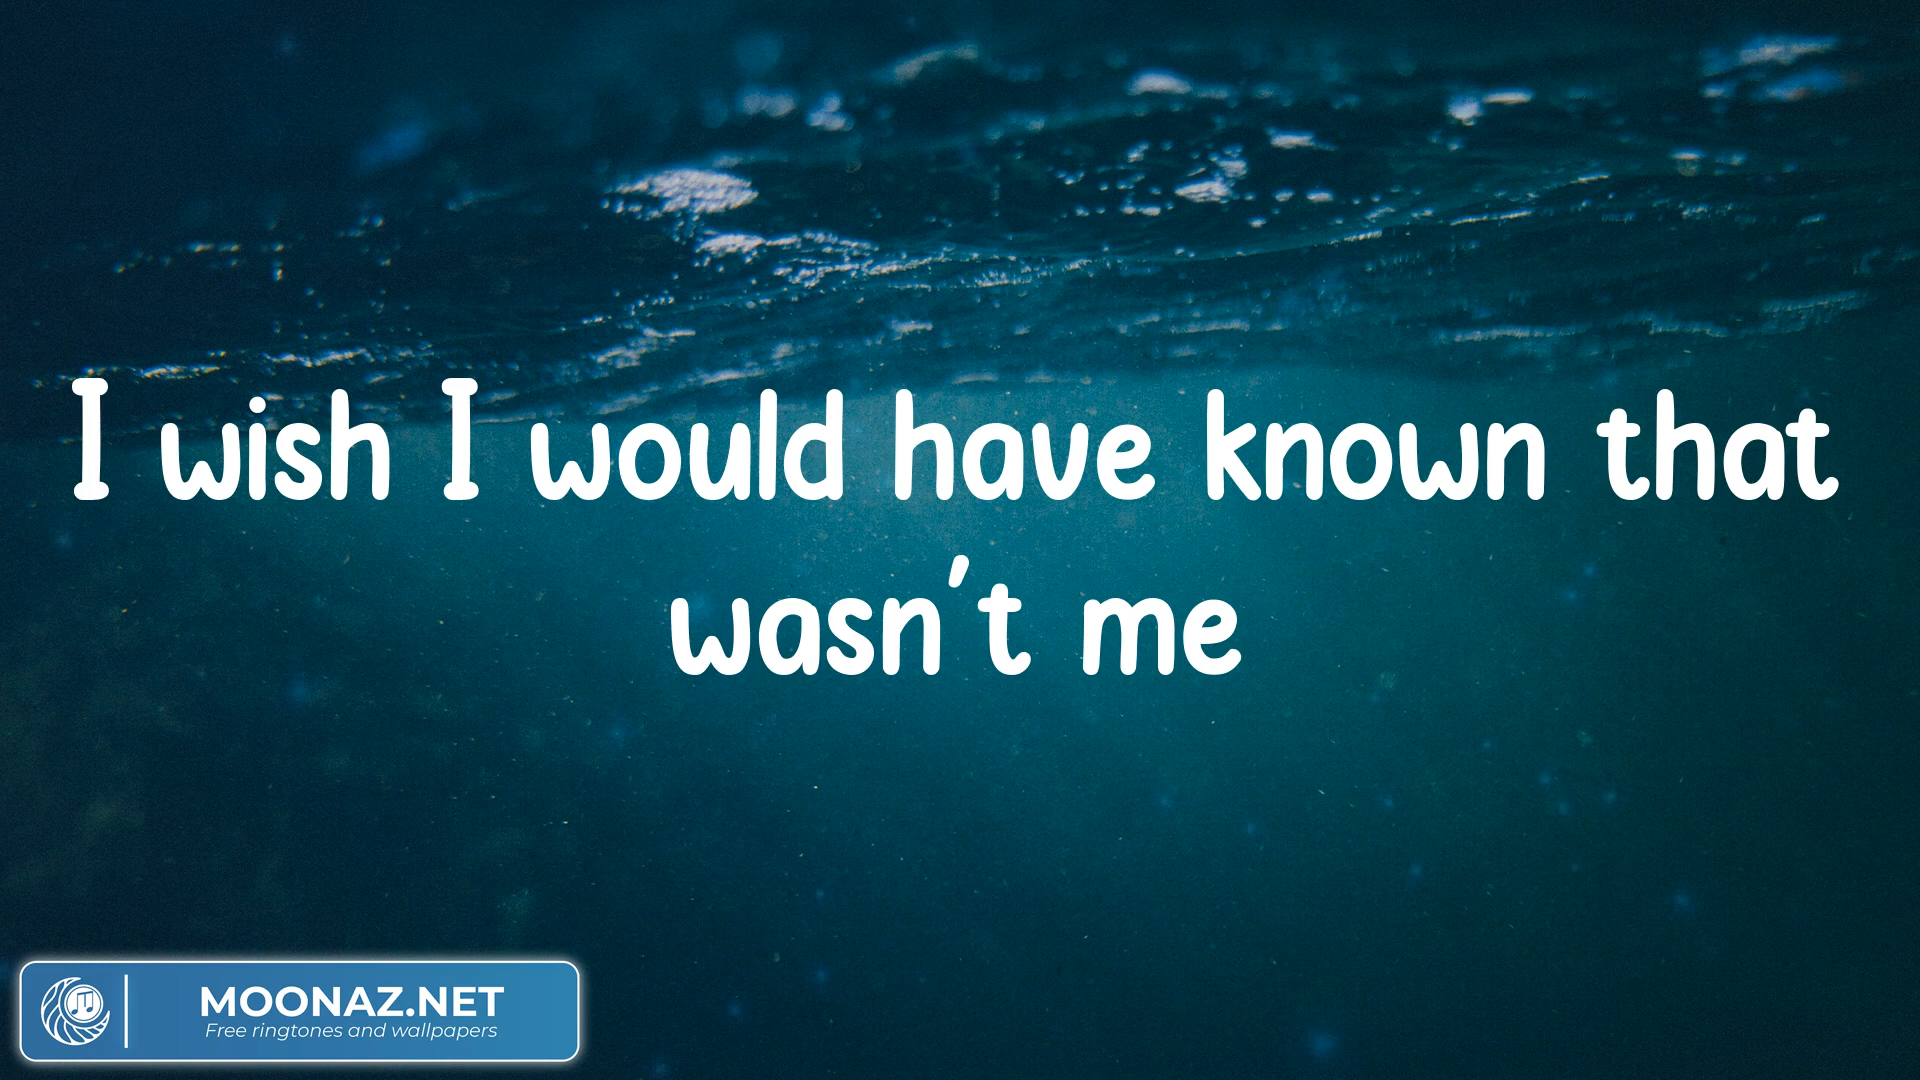 I wish I would have known that
wasn't me
MOONAZ.NET
Free ringtones and wallpapers